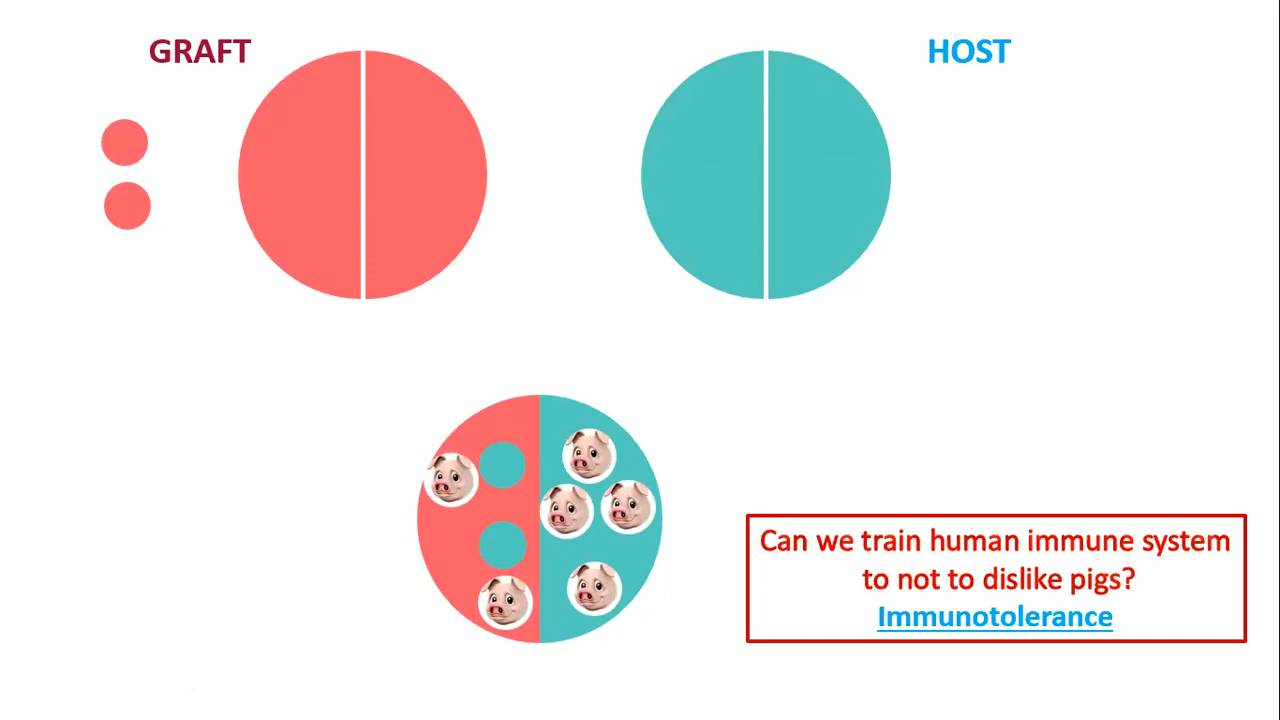 GRAFT
HOST
Can we train human immune system
to not to dislike pigs?
Immunotolerance